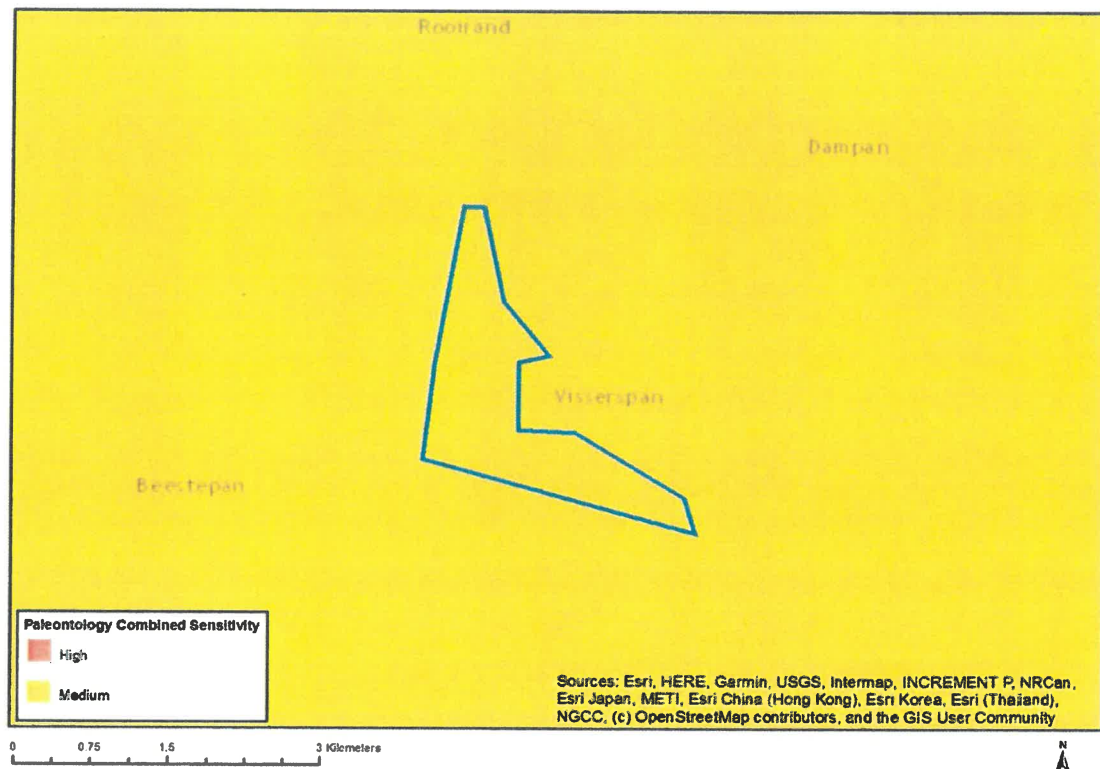 Rooirand
Dampan
Visserspan
Beestepan
Paleontology Combined Sensitivity
High
Medium
Sources: Esri, HERE, Garmin, USGS, Intermap, INCREMENT P, NRCan,
Esri Japan, METI, Esri China (Hong Kong), Esri Korea, Esri (Thailand),
NGCC, (c) OpenStreetMap contributors, and the GIS User Community
0 0.75 1.5 3 Kilometers
N